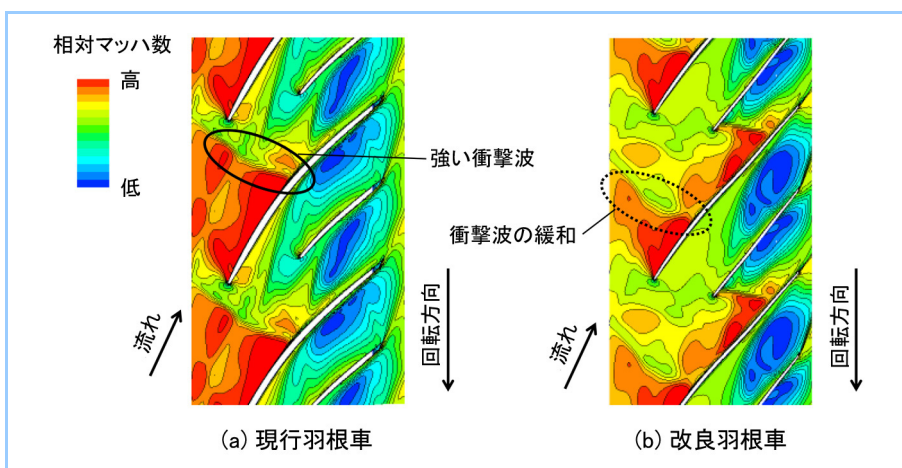 相対マッハ数
高
低
強い衝撃波
衝撃波の緩和
流れ
回転方向
流れ
回転方向
(a) 現行羽根車
(b) 改良羽根車